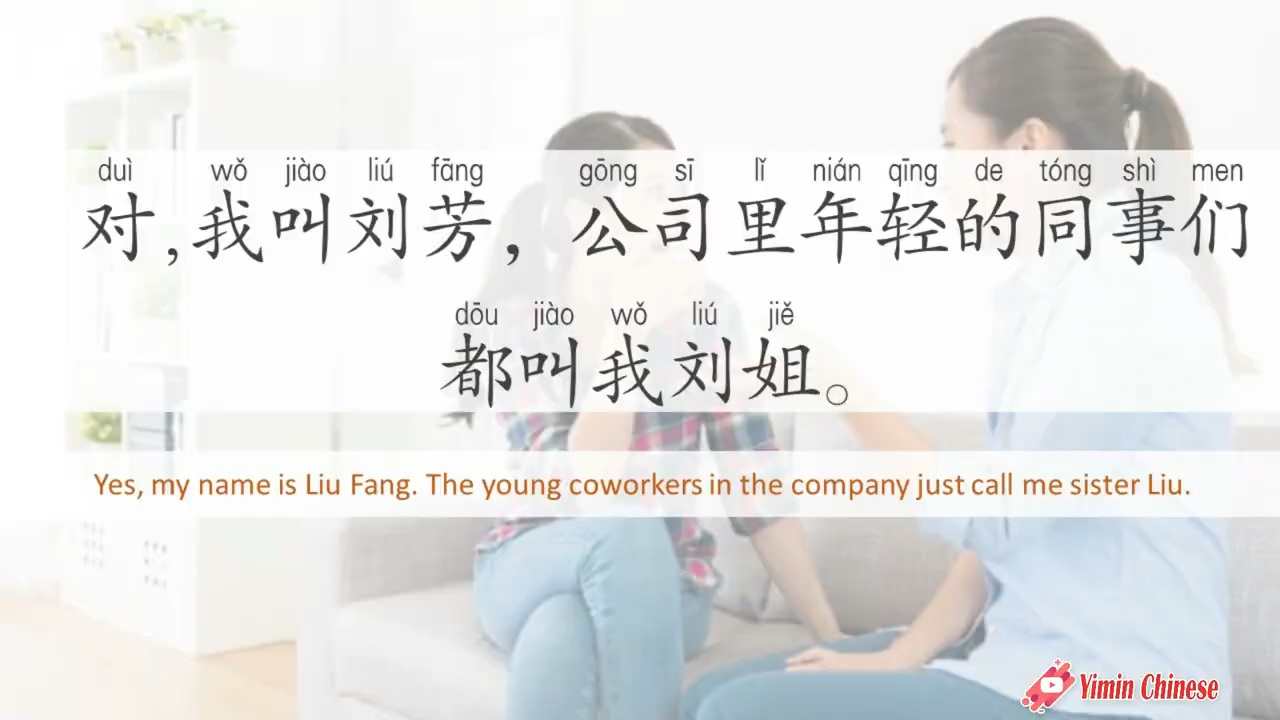 duì wǒ jiào liú fāng gōng sī lǐ nián qīng de tóng shì men
对,我叫刘芳，公司里年轻的同事们
dōu jiào wǒ liú jiě
都叫我刘姐。
Yes, my name is Liu Fang. The young coworkers in the company just call me sister Liu.
Yimin Chinese